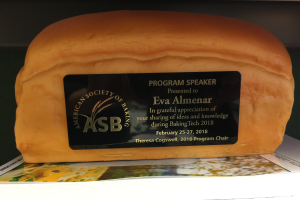 AMERICAN SOCIETY OF BAKING
ASB
PROGRAM SPEAKER
Presented to
Eva Almenar
In grateful appreciation of
your sharing of ideas and knowledge
during BakingTech 2018
February 25-27, 2018
Theresa Cogswell, 2018 Program Chair